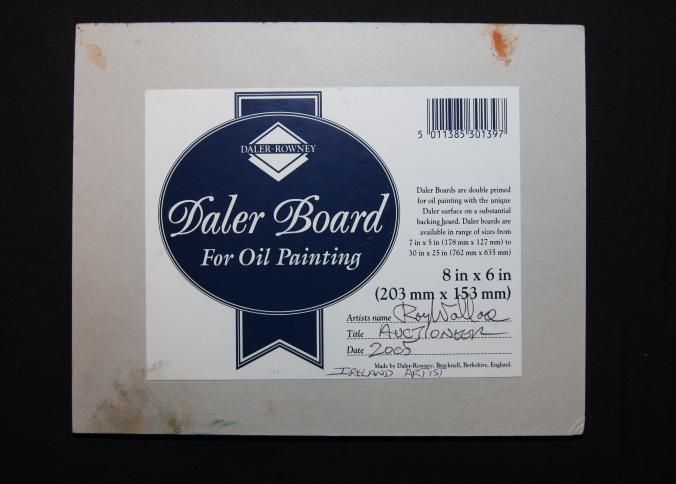 DALER-ROWNEY
Daler Board
For Oil Painting
5 011385 301397
Daler Boards are double primed
for oil painting with the unique
Daler surface on a substantial
backing board. Daler boards are
available in range of sizes from
7 in x 5 in (178 mm x 127 mm) to
30 in x 25 in (762 mm x 635 mm)
8 in x 6 in
(203 mm x 153 mm)
Artists name Roy Wallace
Title AUCTIONEER
Date 2005
Made by Daler-Rowney, Bracknell, Berkshire, England.
IRELAND ARTIST